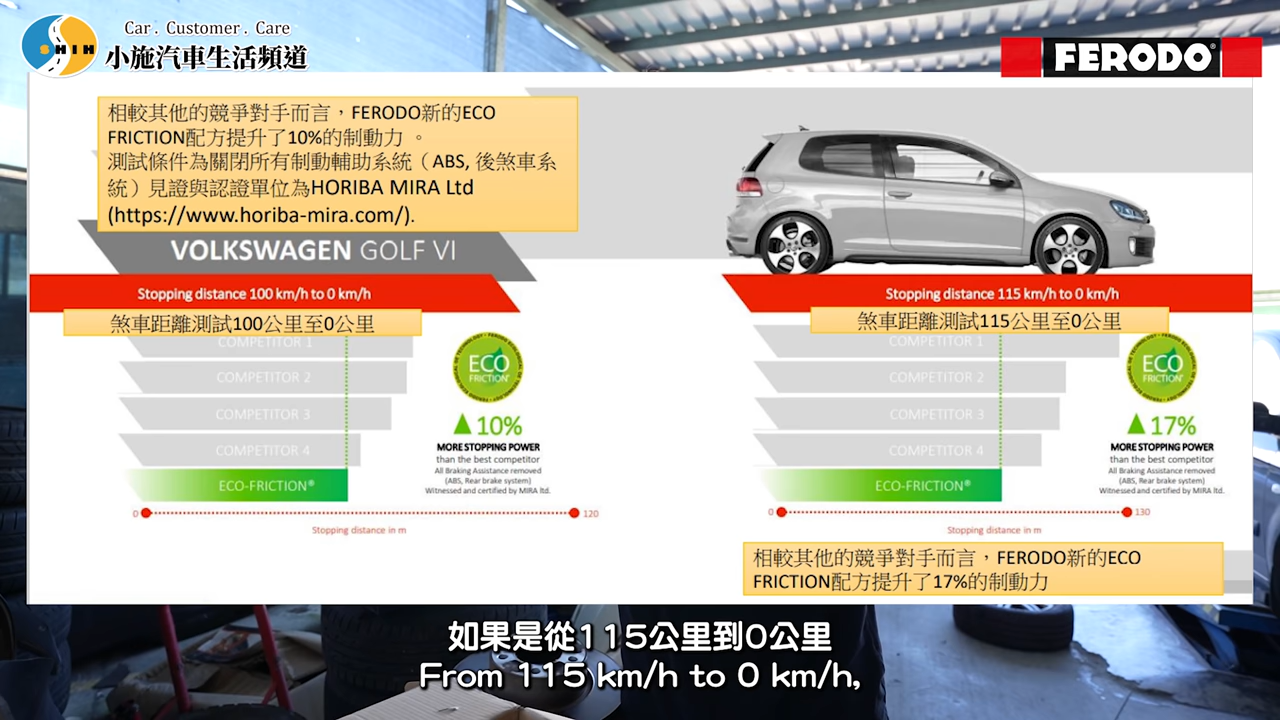 Car . Customer . Care
SHIH
小施汽車生活頻道
FERODO®
相較其他的競爭對手而言，FERODO新的ECO
FRICTION配方提升了10%的制動力 。
測試條件為關閉所有制動輔助系統（ABS, 後煞車系
統）見證與認證單位為HORIBA MIRA Ltd
(https://www.horiba-mira.com/).
VOLKSWAGEN GOLF VI
Stopping distance 100 km/h to 0 km/h
煞車距離測試100公里至0公里
COMPETITOR 1
COMPETITOR 2
COMPETITOR 3
COMPETITOR 4
ECO-FRICTION®
0
120
Stopping distance in m
ECO
FRICTION
10%
MORE STOPPING POWER
than the best competitor
All Braking Assistance removed
(ABS, Rear brake system)
Witnessed and certified by MIRA ltd.
Stopping distance 115 km/h to 0 km/h
煞車距離測試115公里至0公里
COMPETITOR 1
COMPETITOR 2
COMPETITOR 3
COMPETITOR 4
ECO-FRICTION®
0
130
Stopping distance in m
ECO
FRICTION
17%
MORE STOPPING POWER
than the best competitor
All Braking Assistance removed
(ABS, Rear brake system)
Witnessed and certified by MIRA ltd.
相較其他的競爭對手而言，FERODO新的ECO
FRICTION配方提升了17%的制動力
如果是從115公里到0公里
From 115 km/h to 0 km/h,